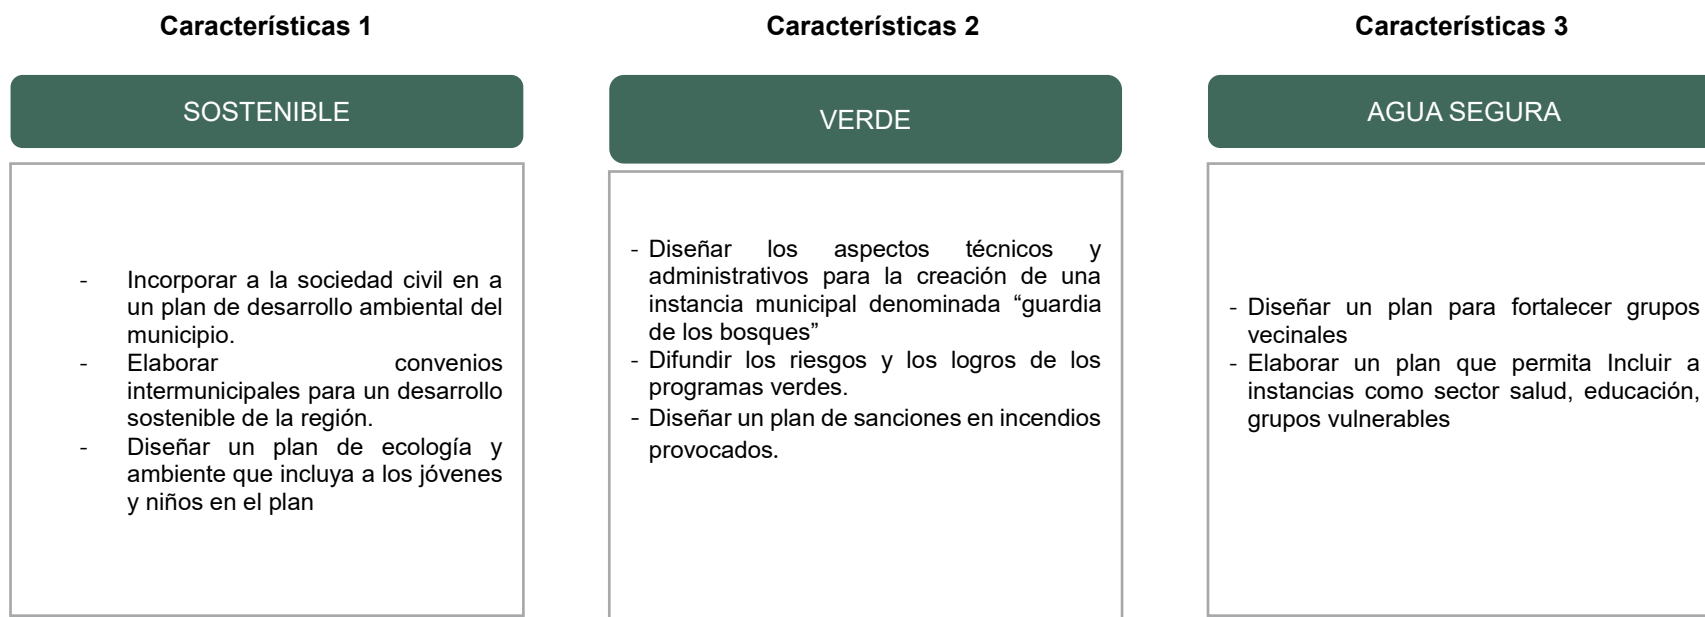 Características 1
SOSTENIBLE
- Incorporar a la sociedad civil en a
un plan de desarrollo ambiental del
municipio.
- Elaborar convenios
intermunicipales para un desarrollo
sostenible de la región.
- Diseñar un plan de ecología y
ambiente que incluya a los jóvenes
y niños en el plan
Características 2
VERDE
- Diseñar los aspectos técnicos y
administrativos para la creación de una
instancia municipal denominada “guardia
de los bosques”
- Difundir los riesgos y los logros de los
programas verdes.
- Diseñar un plan de sanciones en incendios
provocados.
Características 3
AGUA SEGURA
- Diseñar un plan para fortalecer grupos
vecinales
- Elaborar un plan que permita Incluir a
instancias como sector salud, educación,
grupos vulnerables